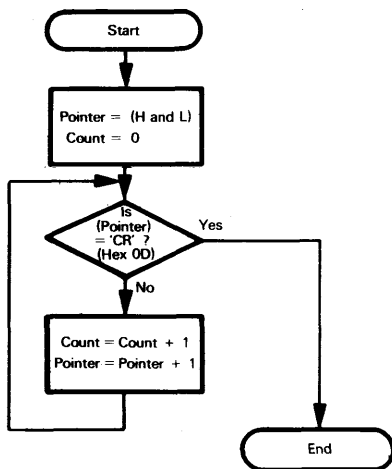 Start
Pointer = (H and L)
Count = 0
Is
(Pointer)
= 'CR' ?
(Hex 0D)
Yes
No
Count = Count + 1
Pointer = Pointer + 1
End